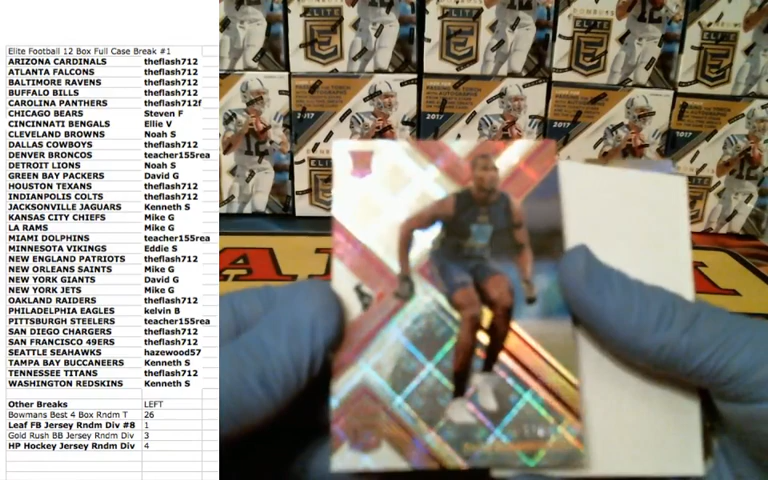 Elite Football 12 Box Full Case Break #1
ARIZONA CARDINALS theflash712
ATLANTA FALCONS theflash712
BALTIMORE RAVENS theflash712
BUFFALO BILLS theflash712
CAROLINA PANTHERS theflash712f
CHICAGO BEARS Steven F
CINCINNATI BENGALS Ellie V
CLEVELAND BROWNS Noah S
DALLAS COWBOYS theflash712
DENVER BRONCOS teacher155rea
DETROIT LIONS Noah S
GREEN BAY PACKERS David G
HOUSTON TEXANS theflash712
INDIANPOLIS COLTS theflash712
JACKSONVILLE JAGUARS Kenneth S
KANSAS CITY CHIEFS Mike G
LA RAMS Mike G
MIAMI DOLPHINS teacher155rea
MINNESOTA VIKINGS Eddie S
NEW ENGLAND PATRIOTS theflash712
NEW ORLEANS SAINTS Mike G
NEW YORK GIANTS David G
NEW YORK JETS Mike G
OAKLAND RAIDERS theflash712
PHILADELPHIA EAGLES kelvin B
PITTSBURGH STEELERS teacher155rea
SAN DIEGO CHARGERS theflash712
SAN FRANCISCO 49ERS theflash712
SEATTLE SEAHAWKS hazewood57
TAMPA BAY BUCCANEERS Kenneth S
TENNESSEE TITANS theflash712
WASHINGTON REDSKINS Kenneth S
Other Breaks LEFT
Bowmans Best 4 Box Rndm T 26
Leaf FB Jersey Rndm Div #8 1
Gold Rush BB Jersey Rndm Div 3
HP Hockey Jersey Rndm Div 4
ELITE
ELITE
ELITE
2017
2017